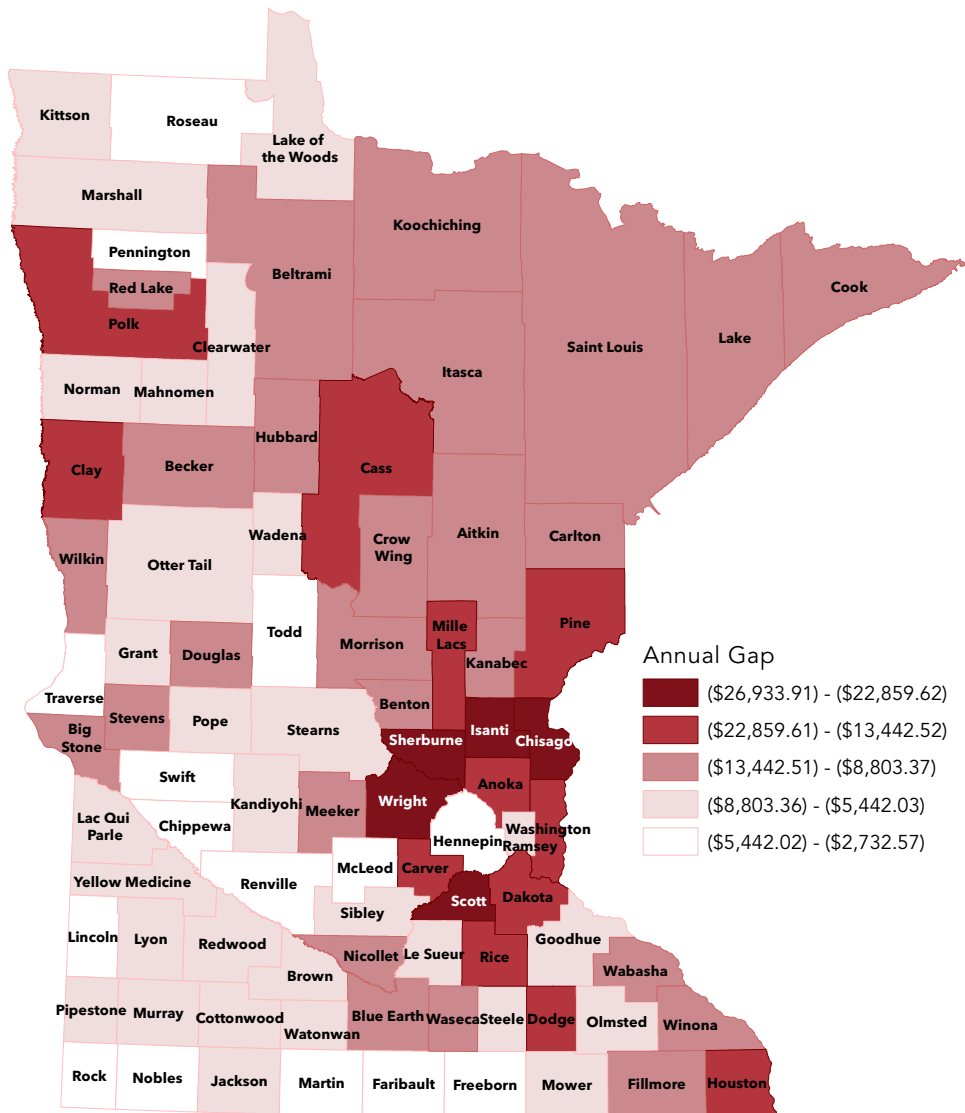 Kittson
Roseau
Lake of
the Woods
Marshall
Koochiching
Pennington
Beltrami
Red Lake
Cook
Polk
Lake
Clearwater
Saint Louis
Itasca
Norman
Mahnomen
Hubbard
Clay
Becker
Cass
Wadena
Aitkin
Carlton
Crow
Wing
Wilkin
Otter Tail
Todd
Mille
Lacs
Pine
Morrison
Grant
Douglas
Kanabec
Annual Gap
Traverse
($26,933.91) - ($22,859.62)
Benton
Stevens
Pope
Stearns
Isanti
($22,859.61) - ($13,442.52)
Big
Stone
Sherburne
Chisago
($13,442.51) - ($8,803.37)
Swift
Anoka
Wright
Kandiyohi
Meeker
($8,803.36) - ($5,442.03)
Lac Qui
Parle
Chippewa
Washington
Hennepin
Ramsey
($5,442.02) - ($2,732.57)
McLeod
Carver
Yellow Medicine
Renville
Scott
Dakota
Sibley
Lincoln
Lyon
Redwood
Goodhue
Nicollet
Le Sueur
Rice
Wabasha
Brown
Pipestone
Murray
Cottonwood
Blue Earth
Waseca
Steele
Dodge
Olmsted
Winona
Watonwan
Rock
Nobles
Jackson
Martin
Faribault
Freeborn
Mower
Fillmore
Houston